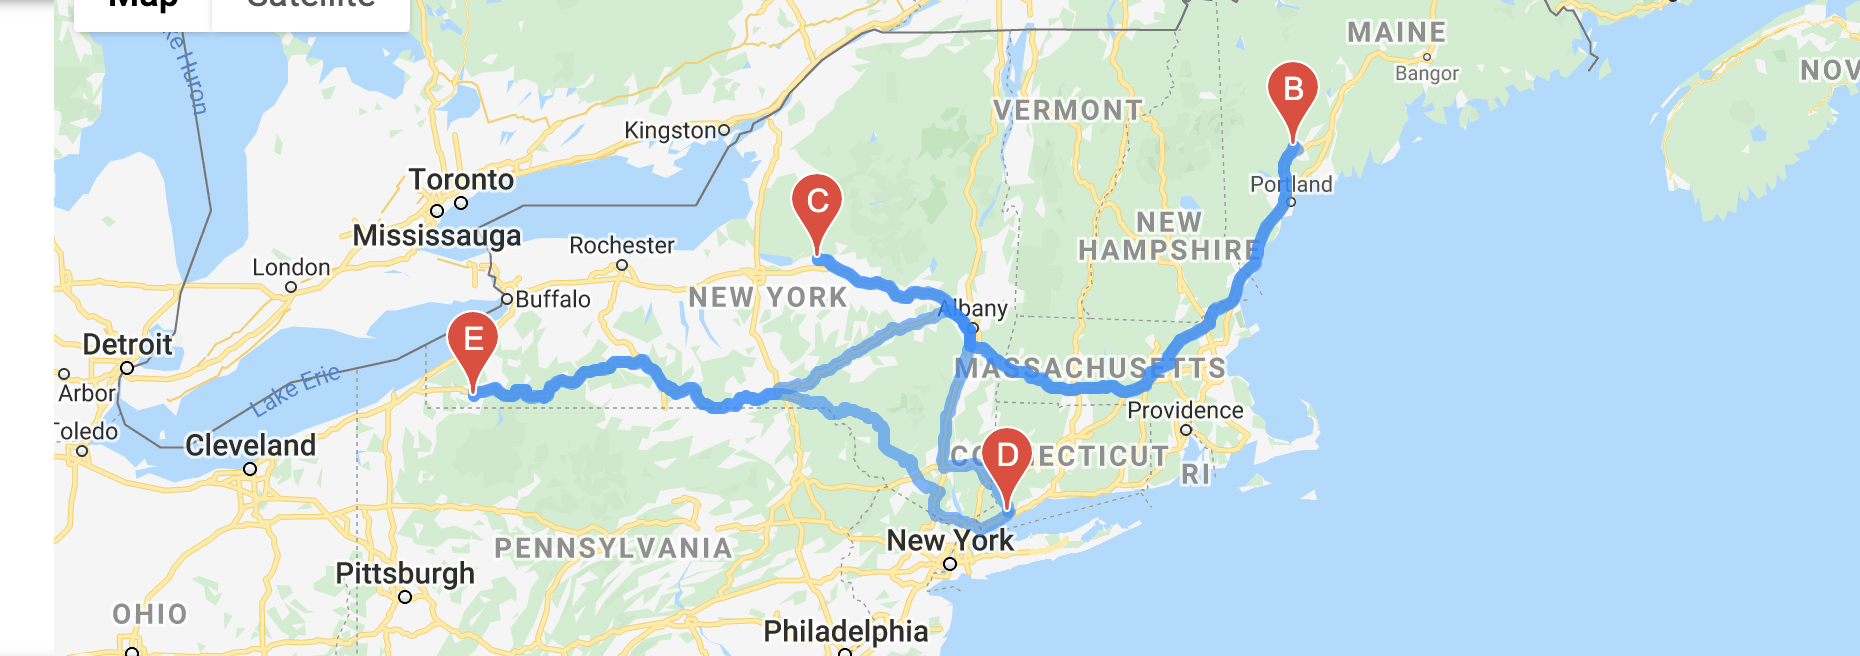 Map
Satellite
MAINE
Bangor
NOV
B
Lake Huron
VERMONT
Kingston
Toronto
Mississauga
C
Portland
NEW
HAMPSHIRE
Rochester
London
Buffalo
NEW YORK
Albany
E
Detroit
MASSACHUSETTS
Arbor
Lake Erie
Providence
Toledo
Cleveland
D
CONNECTICUT
RI
New York
PENNSYLVANIA
Pittsburgh
OHIO
Philadelphia